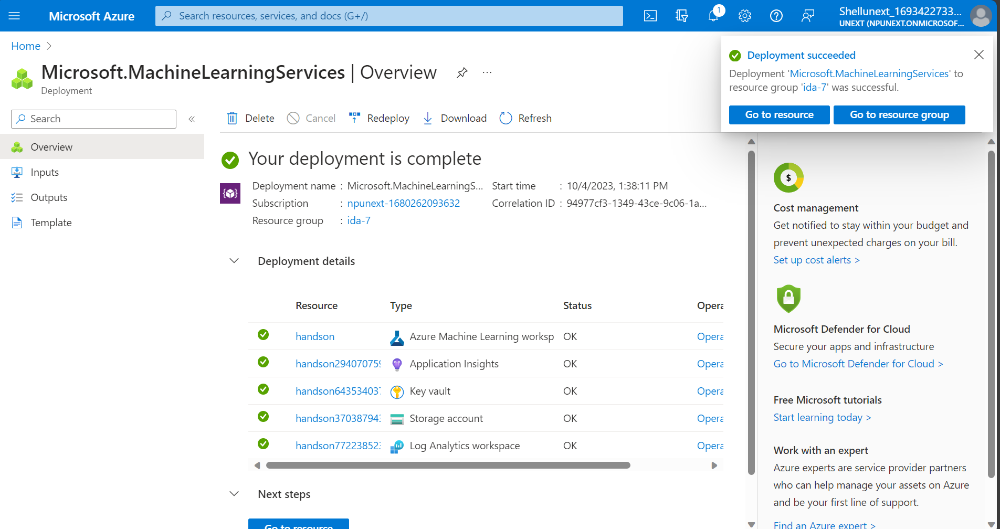 Microsoft Azure
Search resources, services, and docs (G+/)
1
Shellunext_1693422733...
UNEXT (NPUNEXT.ONMICROSOF...
Home
Microsoft.MachineLearningServices | Overview
...
Deployment
Deployment succeeded
Deployment 'Microsoft.MachineLearningServices' to
resource group 'ida-7' was successful.
Go to resource
Go to resource group
Search
«
Overview
Inputs
Outputs
Template
Delete
Cancel
Redeploy
Download
Refresh
Your deployment is complete
Deployment name : Microsoft.MachineLearningS...
Subscription : npunext-1680262093632
Resource group : ida-7
Start time : 10/4/2023, 1:38:11 PM
Correlation ID : 94977cf3-1349-43ce-9c06-1a...
Deployment details
Resource Type Status Opera
handson Azure Machine Learning worksp OK Opera
handson294070759 Application Insights OK Opera
handson643534037 Key vault OK Opera
handson370387943 Storage account OK Opera
handson772238523 Log Analytics workspace OK Opera
Next steps
Go to resource
$
Cost management
Get notified to stay within your budget and
prevent unexpected charges on your bill.
Set up cost alerts >
Microsoft Defender for Cloud
Secure your apps and infrastructure
Go to Microsoft Defender for Cloud >
Free Microsoft tutorials
Start learning today >
Work with an expert
Azure experts are service provider partners
who can help manage your assets on Azure
and be your first line of support.
Find an Azure expert >